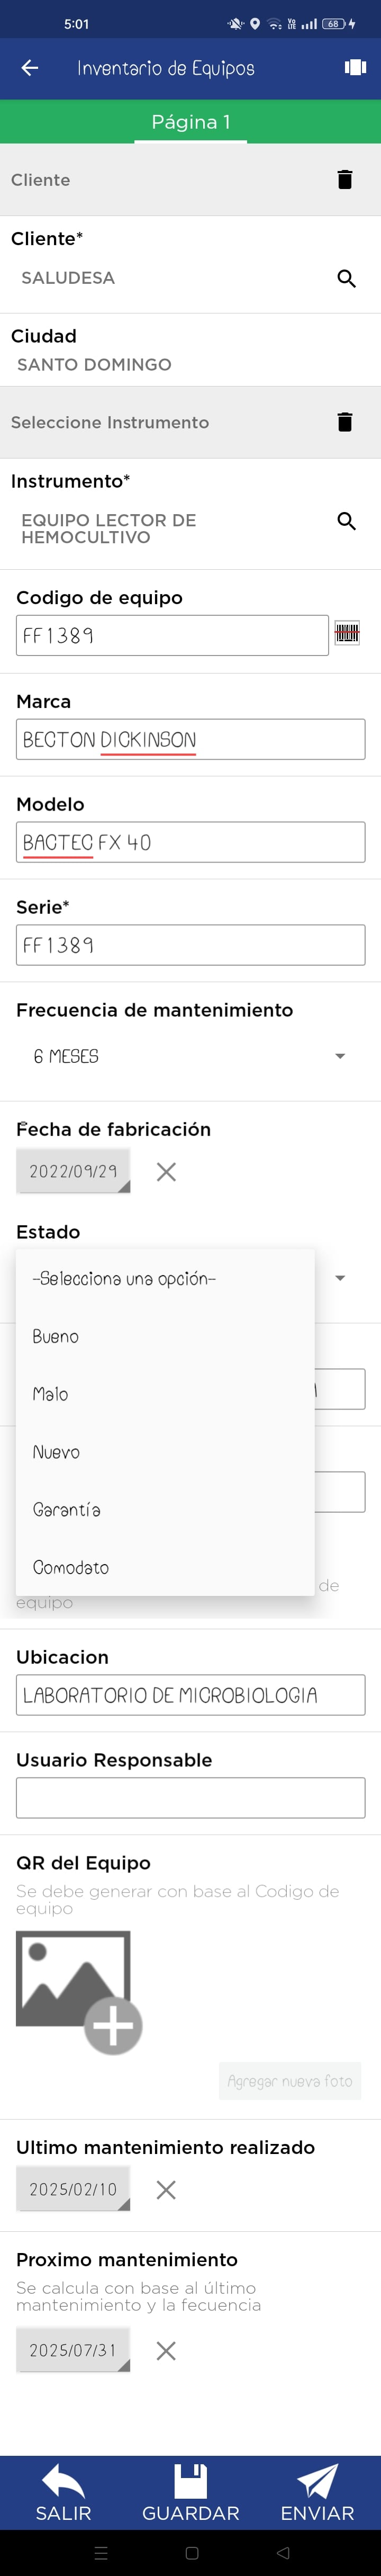 5:01
68
Inventario de Equipos
Página 1
Cliente
Cliente*
SALUDESA
Ciudad
SANTO DOMINGO
Seleccione Instrumento
Instrumento*
EQUIPO LECTOR DE
HEMOCULTIVO
Codigo de equipo
FF1389
Marca
BECTON DICKINSON
Modelo
BACTEC FX 40
Serie*
FF1389
Frecuencia de mantenimiento
6 MESES
Fecha de fabricación
2022/09/29
Estado
-Selecciona una opción-
Bueno
Malo
Nuevo
Garantía
Comodato
de
equipo
Ubicacion
LABORATORIO DE MICROBIOLOGIA
Usuario Responsable
QR del Equipo
Se debe generar con base al Codigo de
equipo
Agregar nueva foto
Ultimo mantenimiento realizado
2025/02/10
Proximo mantenimiento
Se calcula con base al último
mantenimiento y la fecuencia
2025/07/31
SALIR GUARDAR ENVIAR